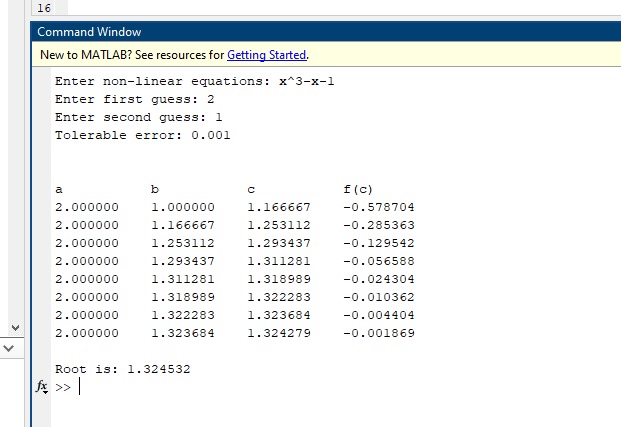 16
Command Window
New to MATLAB? See resources for Getting Started.
Enter non-linear equations: x^3-x-1
Enter first guess: 2
Enter second guess: 1
Tolerable error: 0.001
a b c f(c)
2.000000 1.000000 1.166667 -0.578704
2.000000 1.166667 1.253112 -0.285363
2.000000 1.253112 1.293437 -0.129542
2.000000 1.293437 1.311281 -0.056588
2.000000 1.311281 1.318989 -0.024304
2.000000 1.318989 1.322283 -0.010362
2.000000 1.322283 1.323684 -0.004404
2.000000 1.323684 1.324279 -0.001869
Root is: 1.324532
fx >>